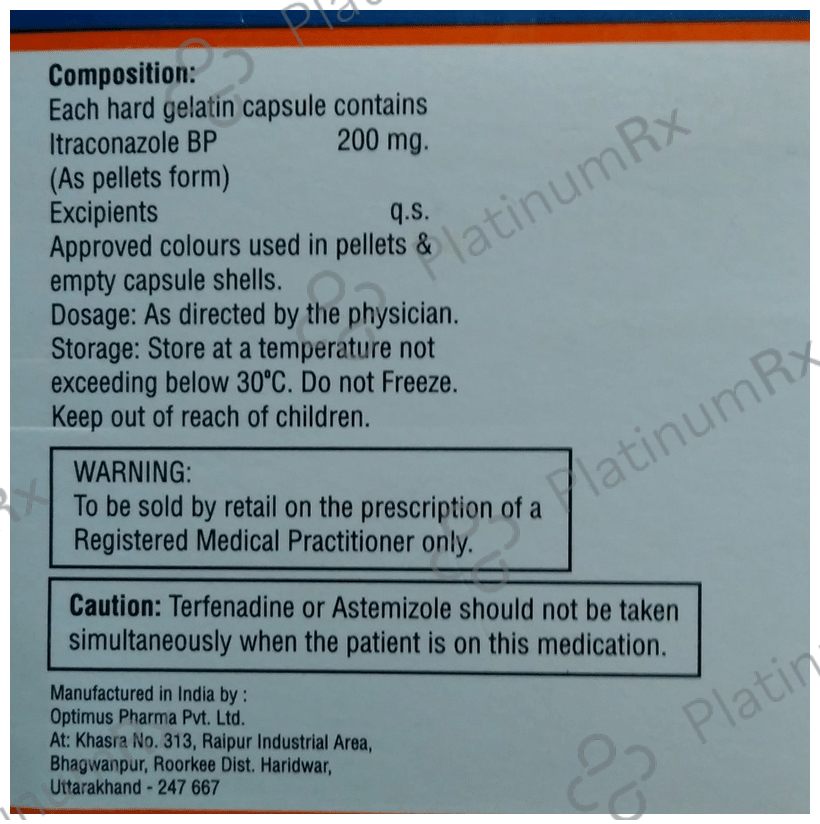 Composition:
Each hard gelatin capsule contains
Itraconazole BP 200 mg.
(As pellets form)
Excipients q.s.
Approved colours used in pellets &
empty capsule shells.
Dosage: As directed by the physician.
Storage: Store at a temperature not
exceeding below 30°C. Do not Freeze.
Keep out of reach of children.
WARNING:
To be sold by retail on the prescription of a
Registered Medical Practitioner only.
Caution: Terfenadine or Astemizole should not be taken
simultaneously when the patient is on this medication.
Manufactured in India by :
Optimus Pharma Pvt. Ltd.
At: Khasra No. 313, Raipur Industrial Area,
Bhagwanpur, Roorkee Dist. Haridwar,
Uttarakhand - 247 667
PlatinumRx
PlatinumRx